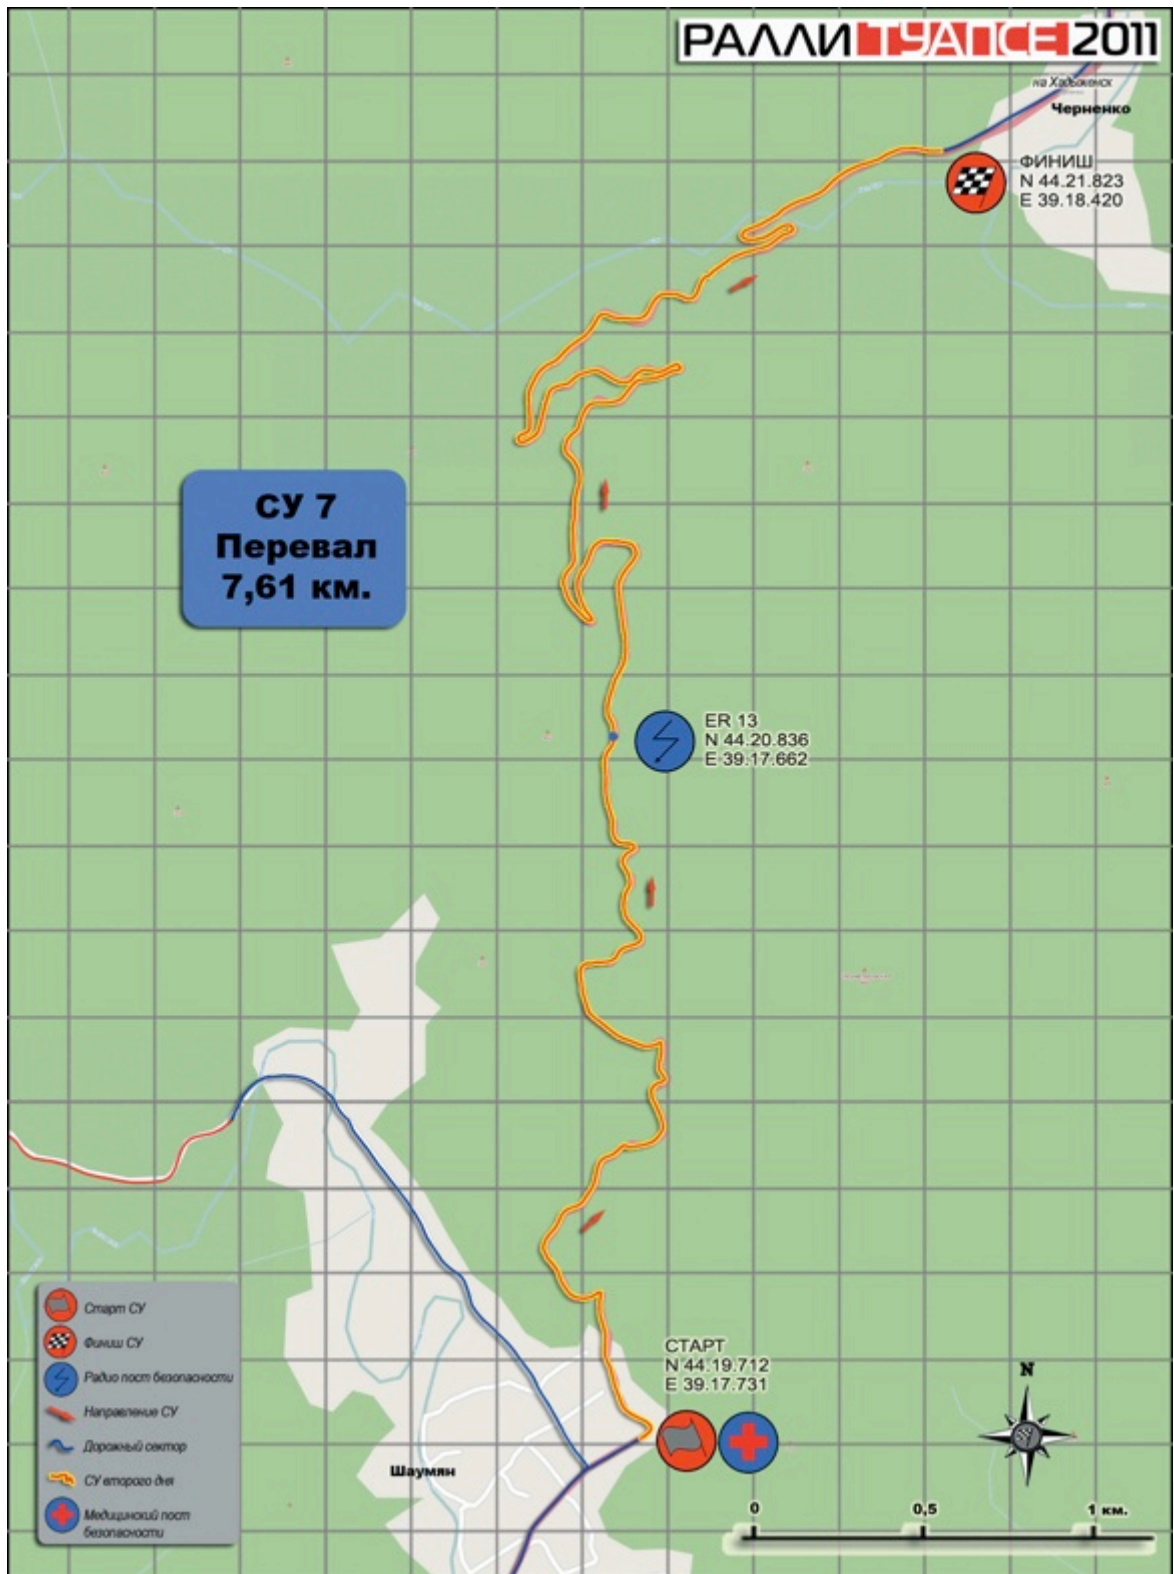 РАЛЛИ ТУАПСЕ 2011
на Хадыженск
Черненко
ФИНИШ
N 44.21.823
E 39.18.420
СУ 7
Перевал
7,61 км.
ER 13
N 44.20.836
E 39.17.662
СТАРТ
N 44.19.712
E 39.17.731
Шаумян
N
0 0,5 1 км.
Старт СУ
Финиш СУ
Радио пост безопасности
Направление СУ
Дорожный сектор
СУ второго дня
Медицинский пост
безопасности